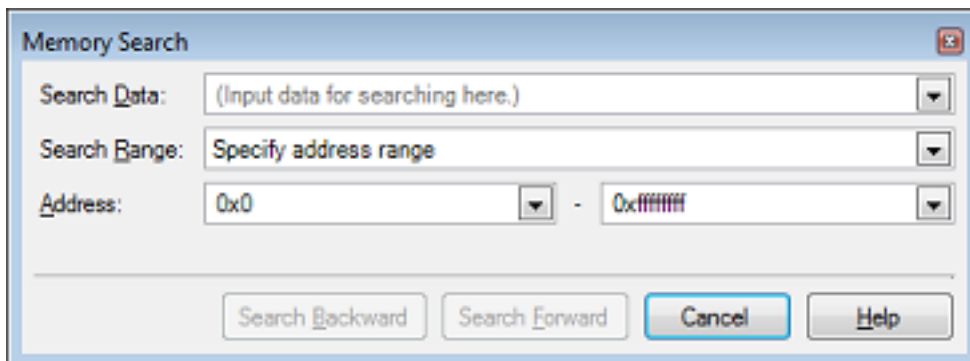 Memory Search
Search Data: (Input data for searching here.)
Search Range: Specify address range
Address: 0x0 - 0xffffffff
Search Backward Search Forward Cancel Help